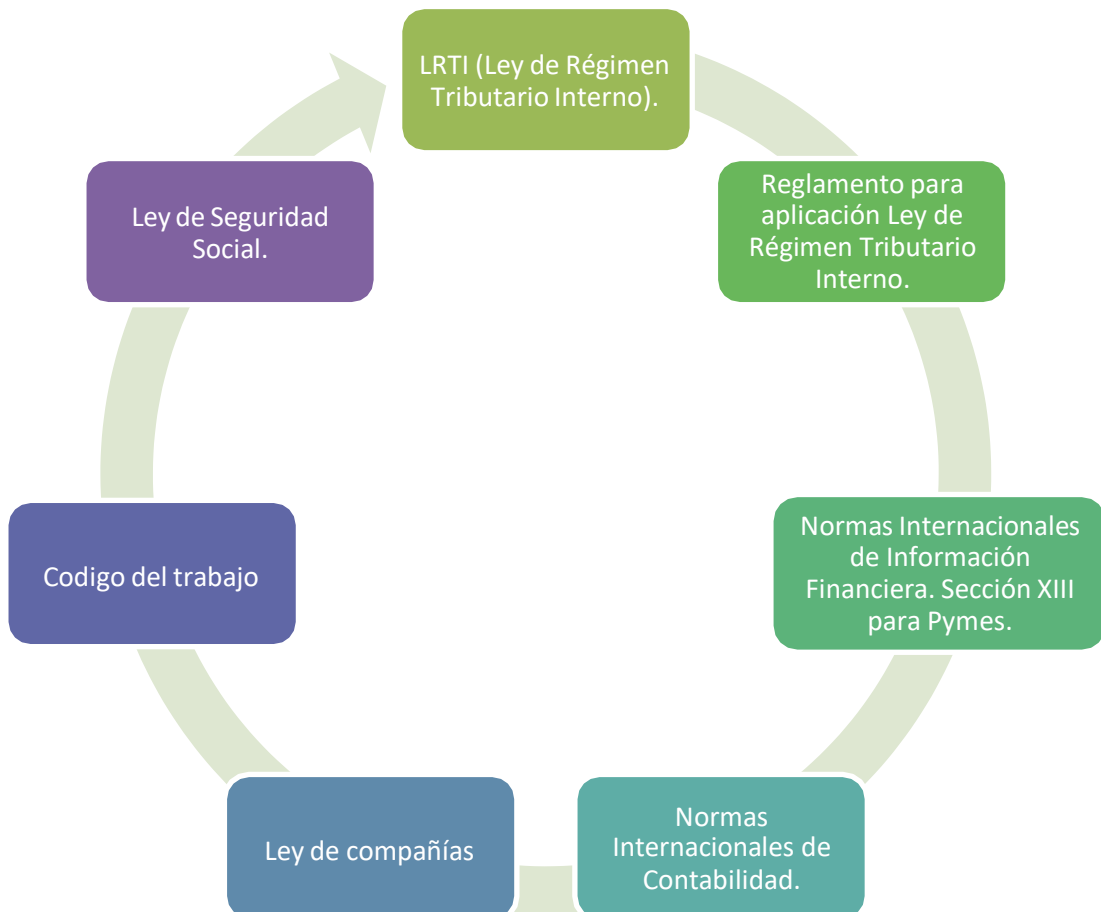 LRTI (Ley de Régimen
Tributario Interno).
Reglamento para
aplicación Ley de
Régimen Tributario
Interno.
Normas Internacionales
de Información
Financiera. Sección XIII
para Pymes.
Normas
Internacionales de
Contabilidad.
Ley de compañías
Codigo del trabajo
Ley de Seguridad
Social.